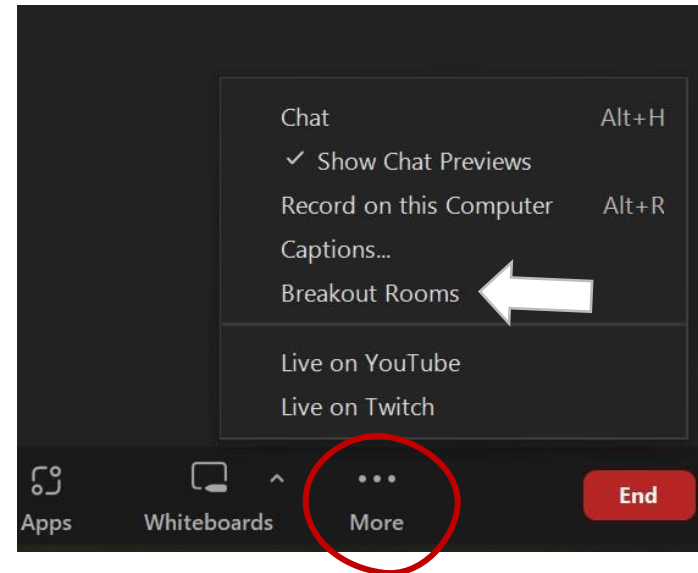 Chat Alt+H
✓ Show Chat Previews
Record on this Computer Alt+R
Captions...
Breakout Rooms
Live on YouTube
Live on Twitch
Apps Whiteboards More End